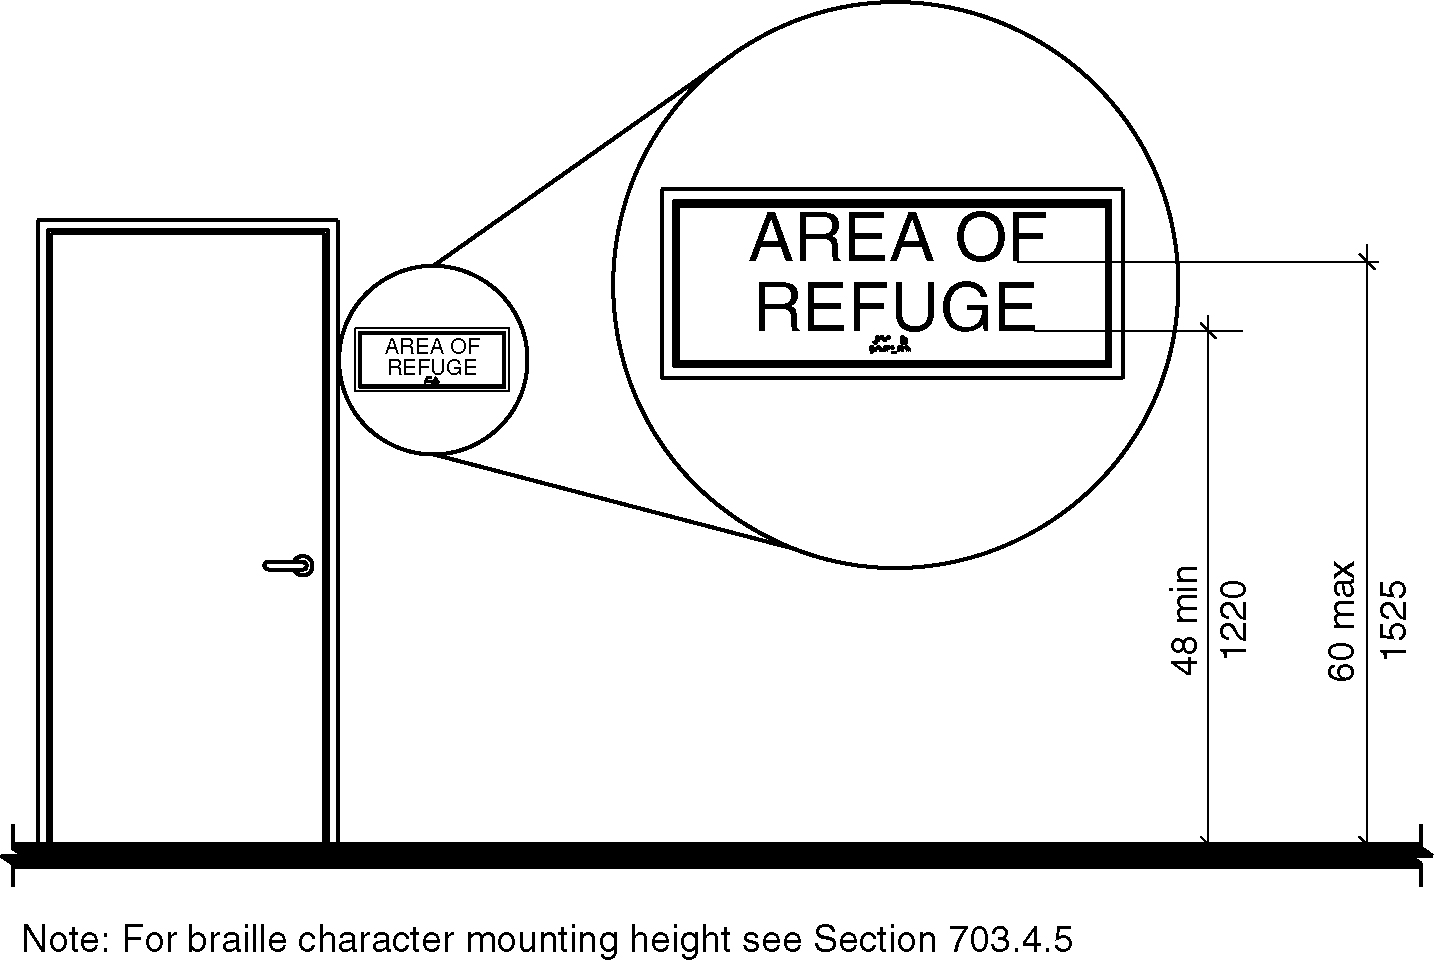 AREA OF
REFUGE
AREA OF
REFUGE
48 min
1220
60 max
1525
Note: For braille character mounting height see Section 703.4.5